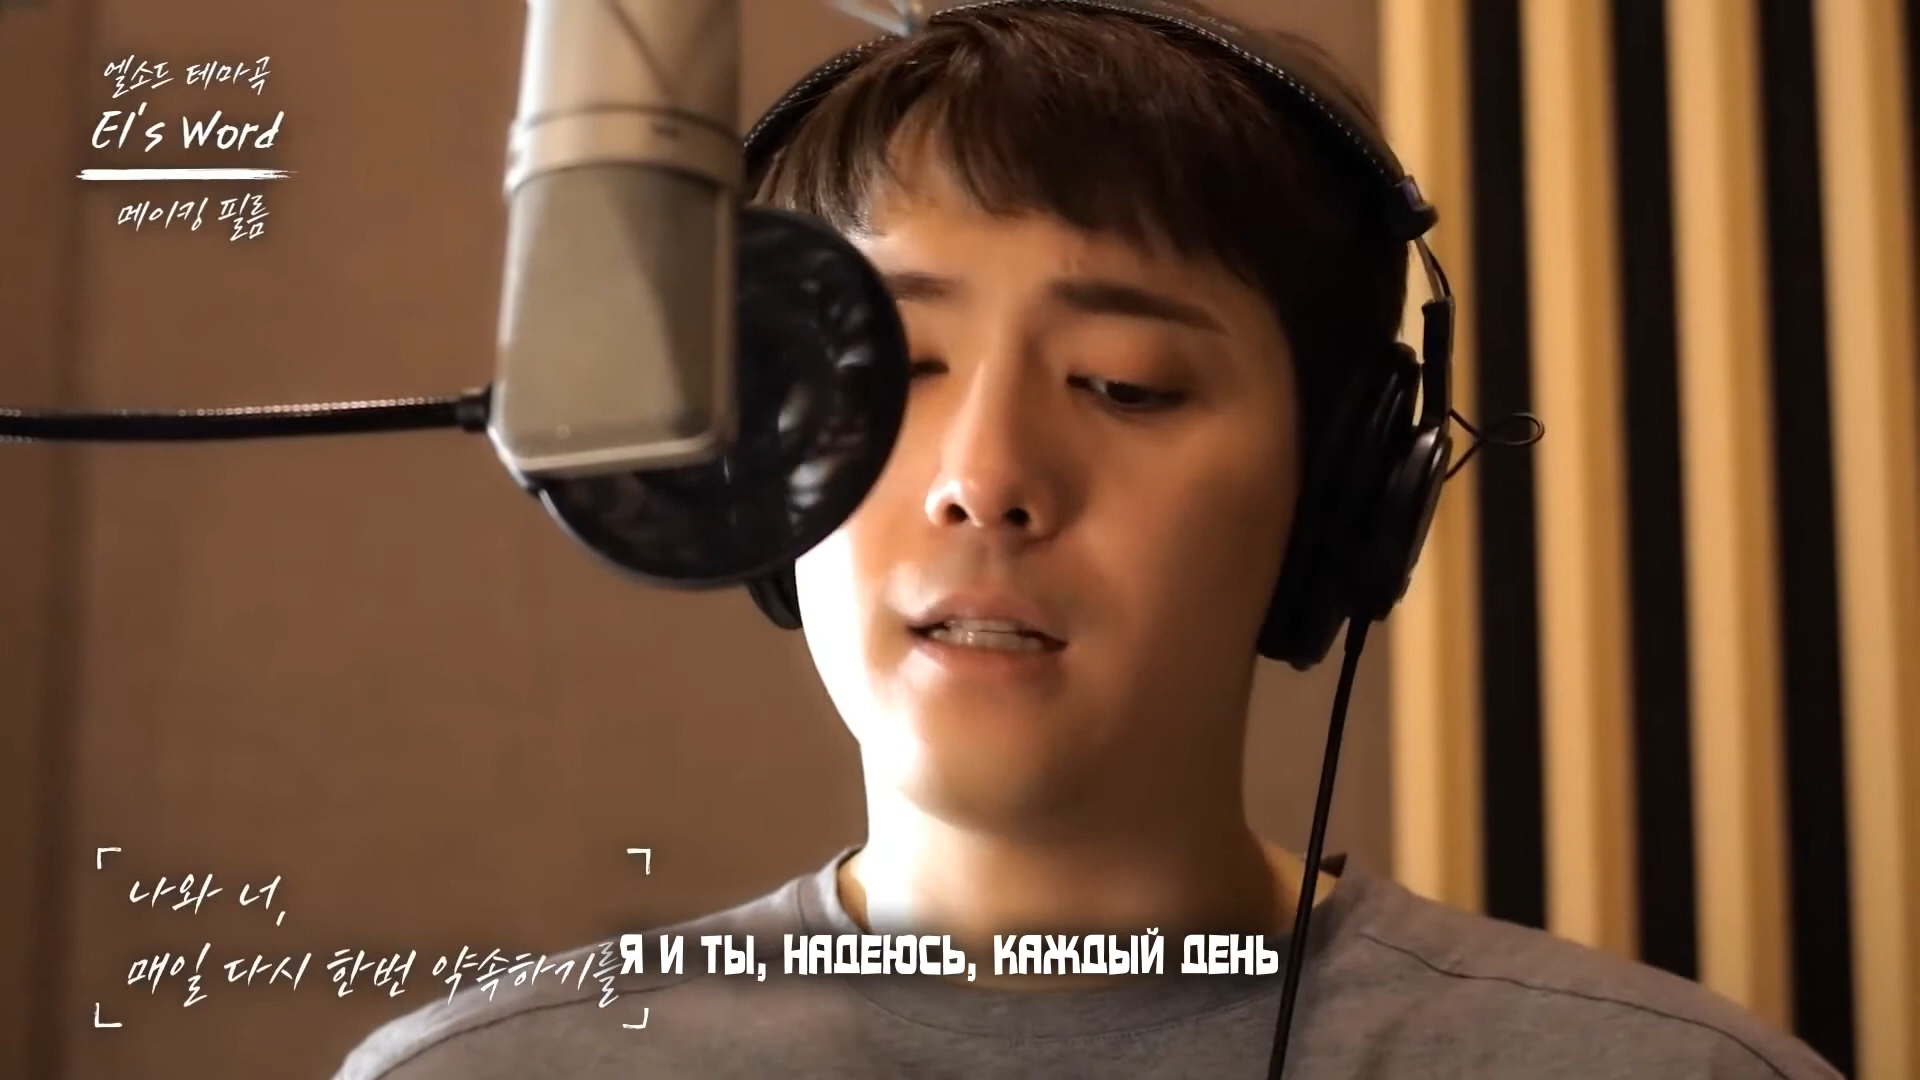 엘소드 테마곡
El's Word
메이킹 필름
나와 너,
매일 다시 한번 약속하기를
Я И ТЫ, НАДЕЮСЬ, КАЖДЫЙ ДЕНЬ